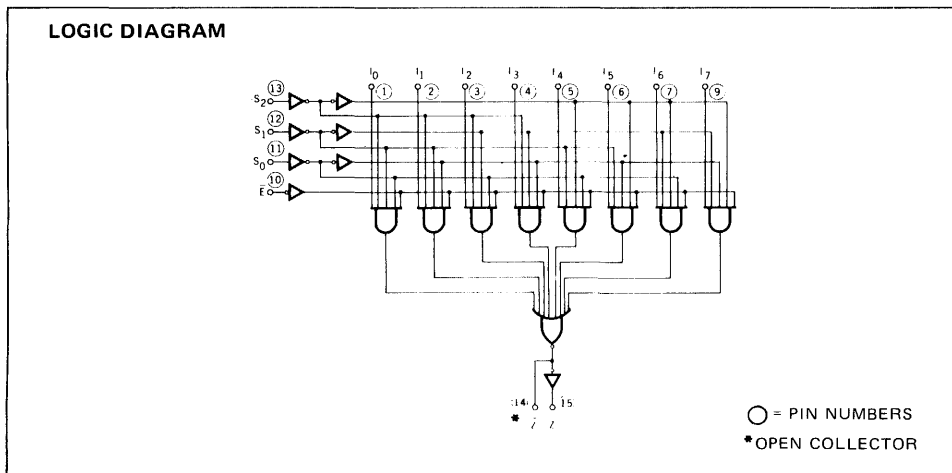 LOGIC DIAGRAM
I0 I1 I2 I3 I4 I5 I6 I7
1 2 3 4 5 6 7 9
13
S2
12
S1
11
S0
10
E
14 15
*
○ = PIN NUMBERS
*OPEN COLLECTOR